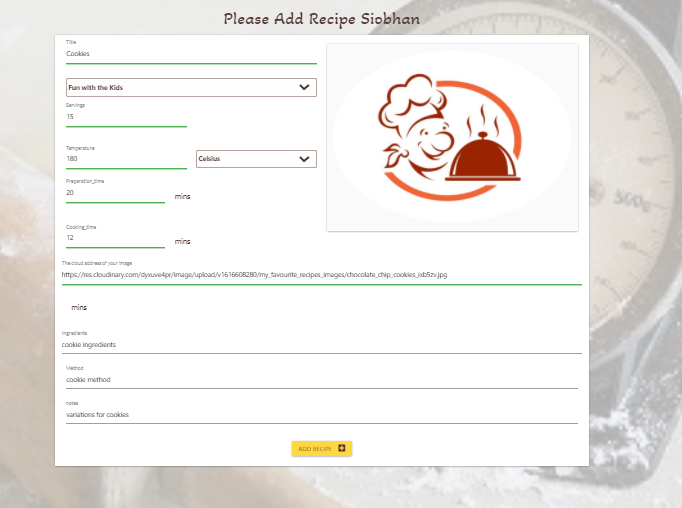 Please Add Recipe Siobhan
Title
Cookies
Fun with the Kids
Servings
15
Temperature
180
Celsius
Preparation_time
20
mins
Cooking_time
12
mins
The cloud address of your image
https://res.cloudinary.com/dyxuve4pr/image/upload/v1616608280/my_favourite_recipes_images/chocolate_chip_cookies_ixb5zv.jpg
mins
Ingredients
cookie ingredients
Method
cookie method
notes
variations for cookies
ADD RECIPE
500g